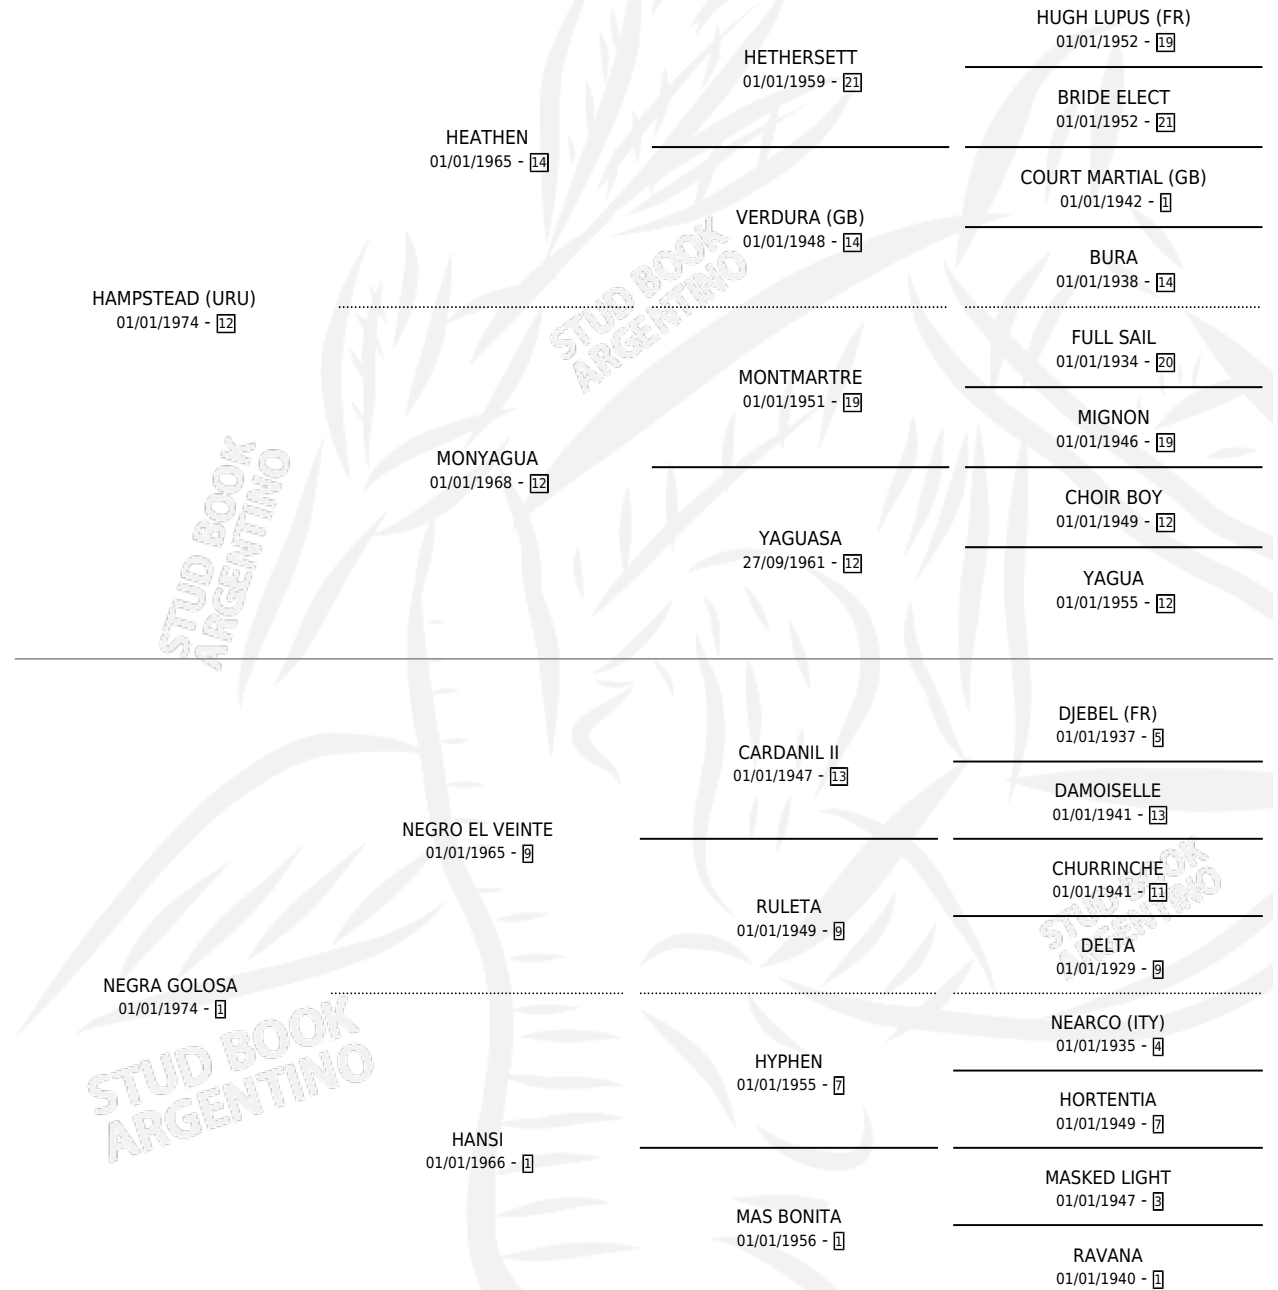 HUGH LUPUS (FR)
01/01/1952 - 19
HETHERSETT
01/01/1959 - 21
BRIDE ELECT
01/01/1952 - 21
HEATHEN
01/01/1965 - 14
COURT MARTIAL (GB)
01/01/1942 - 1
VERDURA (GB)
01/01/1948 - 14
BURA
01/01/1938 - 14
HAMPSTEAD (URU)
01/01/1974 - 12
FULL SAIL
01/01/1934 - 20
MONTMARTRE
01/01/1951 - 19
MIGNON
01/01/1946 - 19
MONYAGUA
01/01/1968 - 12
CHOIR BOY
01/01/1949 - 12
YAGUASA
27/09/1961 - 12
YAGUA
01/01/1955 - 12
DJEBEL (FR)
01/01/1937 - 5
CARDANIL II
01/01/1947 - 13
DAMOISELLE
01/01/1941 - 13
NEGRO EL VEINTE
01/01/1965 - 9
CHURRINCHE
01/01/1941 - 11
RULETA
01/01/1949 - 9
DELTA
01/01/1929 - 9
NEGRA GOLOSA
01/01/1974 - 1
NEARCO (ITY)
01/01/1935 - 4
HYPHEN
01/01/1955 - 7
HORTENTIA
01/01/1949 - 7
HANSI
01/01/1966 - 1
MASKED LIGHT
01/01/1947 - 3
MAS BONITA
01/01/1956 - 1
RAVANA
01/01/1940 - 1
STUD BOOK
ARGENTINO
STUD BOOK
ARGENTINO
STUD BOOK
ARGENTINO
STUD BOOK
ARGENTINO